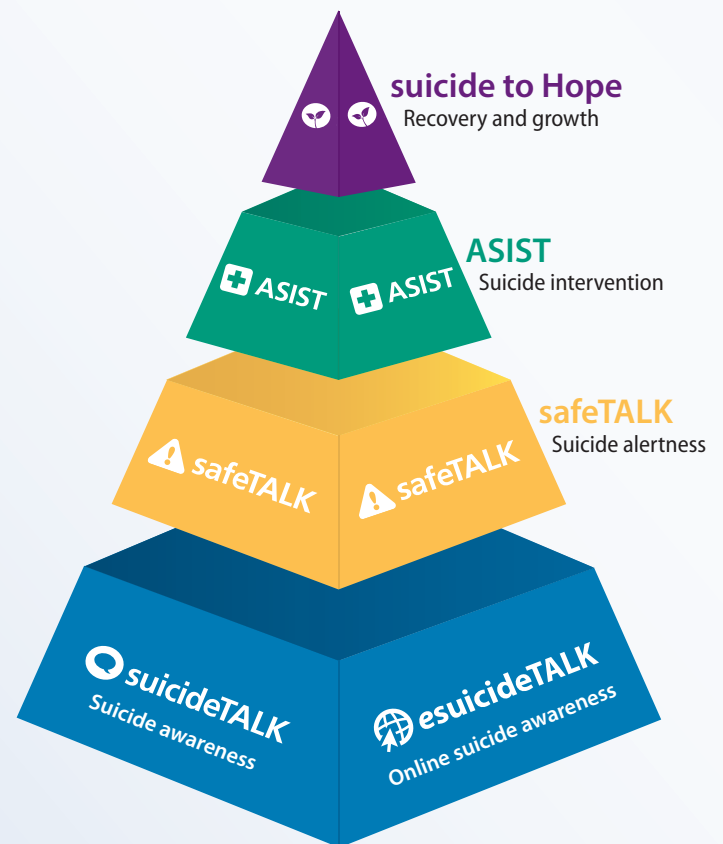 suicide to Hope
Recovery and growth
ASIST
Suicide intervention
ASIST
ASIST
safeTALK
Suicide alertness
safeTALK
safeTALK
suicideTALK
Suicide awareness
esuicideTALK
Online suicide awareness